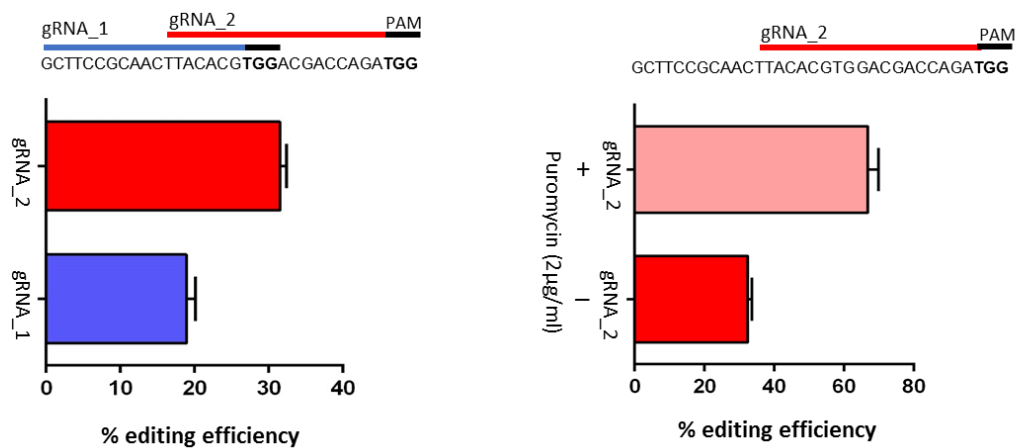 gRNA_1
gRNA_2
PAM
GCTTCCGCAACTTACACGTGGACGACCAGATGG
gRNA_2
gRNA_1
0 10 20 30 40
% editing efficiency
gRNA_2
PAM
GCTTCCGCAACTTACACGTGGACGACCAGATGG
Puromycin (2µg/ml)
+
gRNA_2
−
gRNA_2
0 20 40 60 80
% editing efficiency